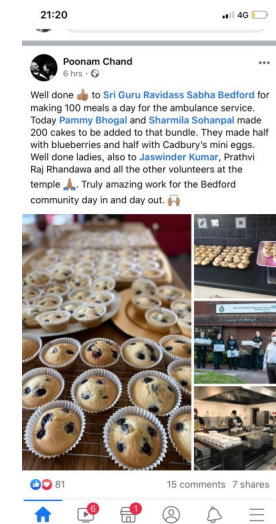 21:20
4G
Poonam Chand
6 hrs ·
Well done 👍🏽 to Sri Guru Ravidass Sabha Bedford for
making 100 meals a day for the ambulance service.
Today Pammy Bhogal and Sharmila Sohanpal made
200 cakes to be added to that bundle. They made half
with blueberries and half with Cadbury's mini eggs.
Well done ladies, also to Jaswinder Kumar, Prathvi
Raj Rhandawa and all the other volunteers at the
temple 🙏🏽. Truly amazing work for the Bedford
community day in and day out. 🙌🏽
81
15 comments 7 shares
6
1